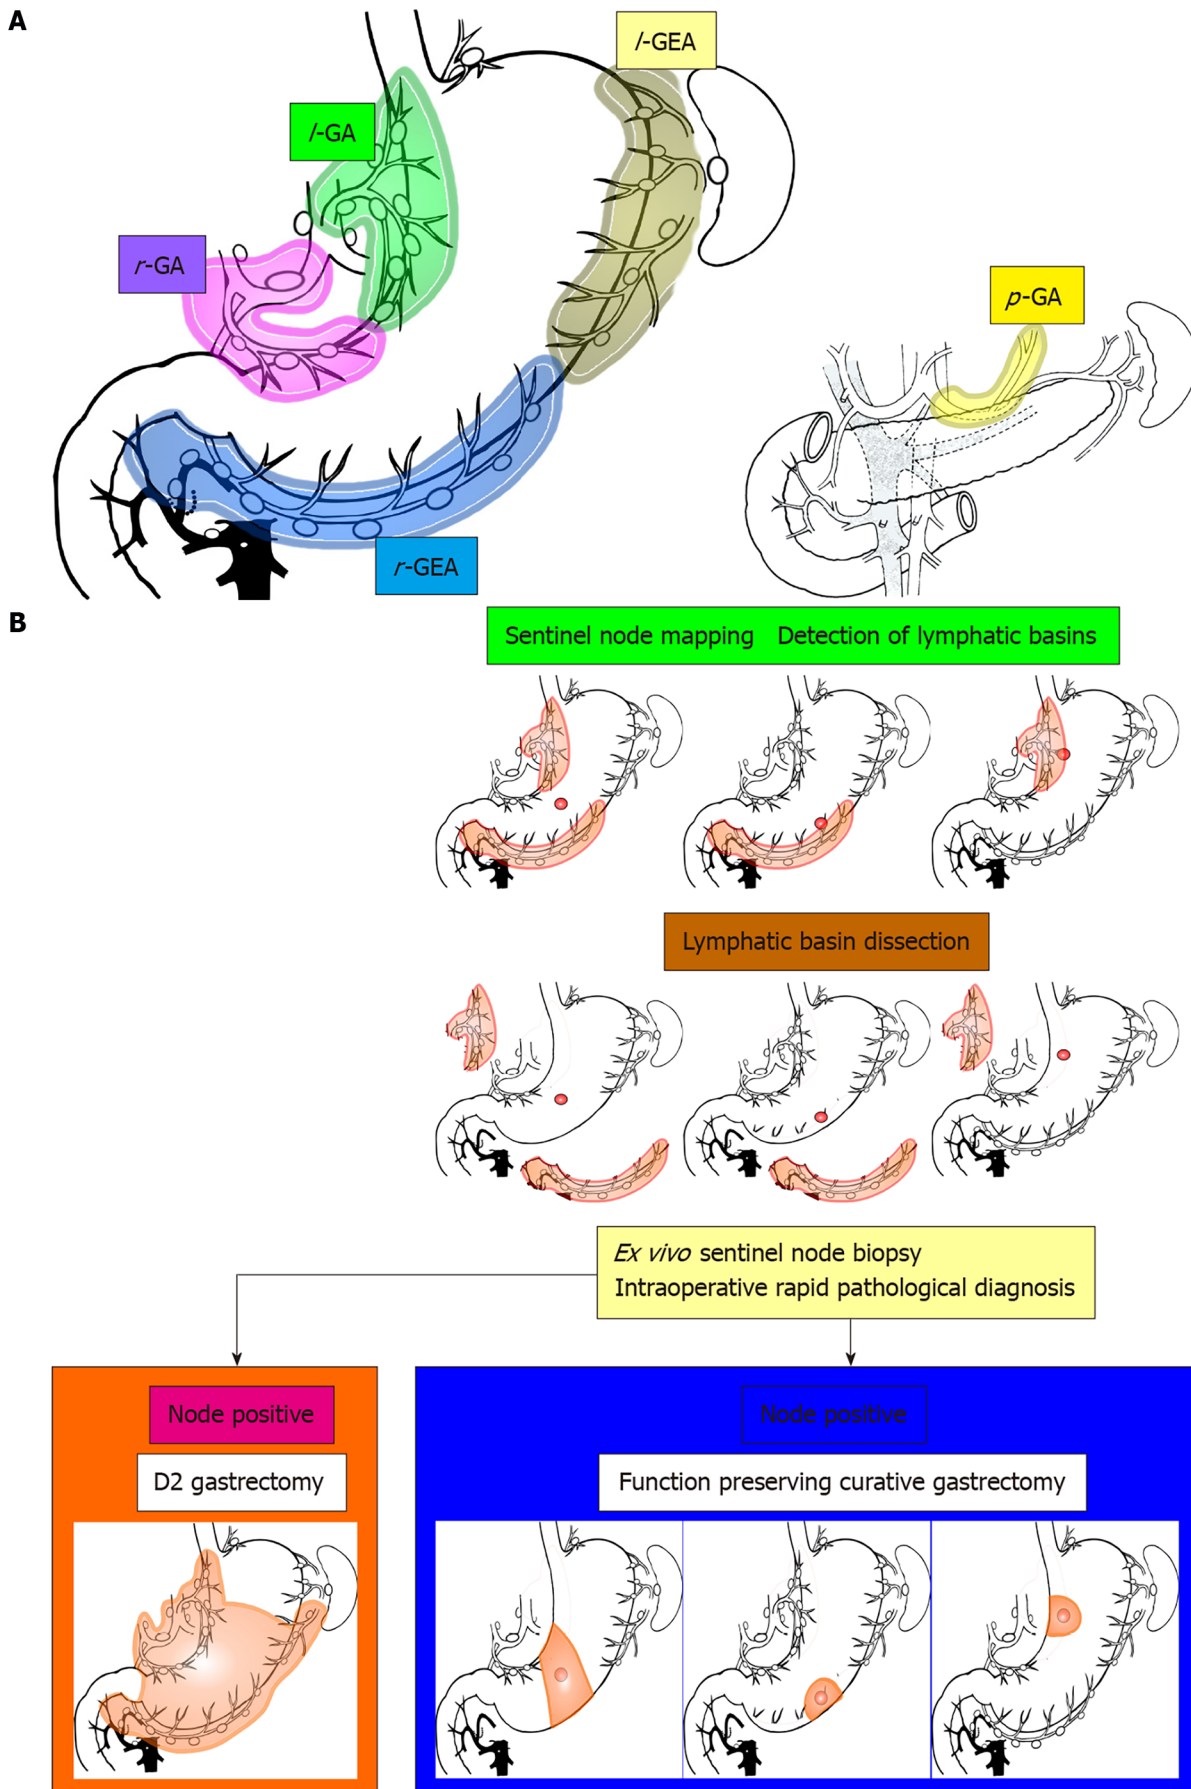 A
l-GEA
l-GA
r-GA
p-GA
r-GEA
B
Sentinel node mapping Detection of lymphatic basins
Lymphatic basin dissection
Ex vivo sentinel node biopsy
Intraoperative rapid pathological diagnosis
Node positive
Node positive
D2 gastrectomy
Function preserving curative gastrectomy